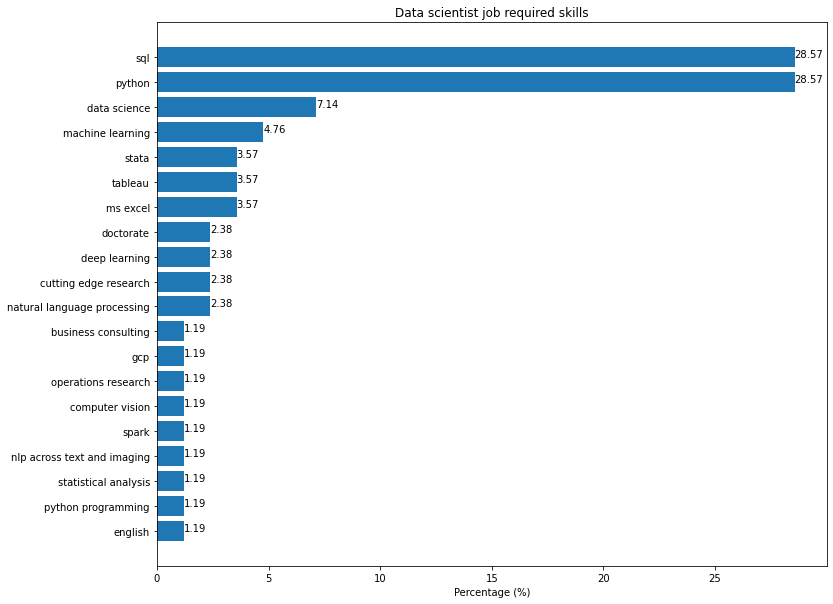 Data scientist job required skills
sql 28.57
python 28.57
data science 7.14
machine learning 4.76
stata 3.57
tableau 3.57
ms excel 3.57
doctorate 2.38
deep learning 2.38
cutting edge research 2.38
natural language processing 2.38
business consulting 1.19
gcp 1.19
operations research 1.19
computer vision 1.19
spark 1.19
nlp across text and imaging 1.19
statistical analysis 1.19
python programming 1.19
english 1.19
0 5 10 15 20 25
Percentage (%)